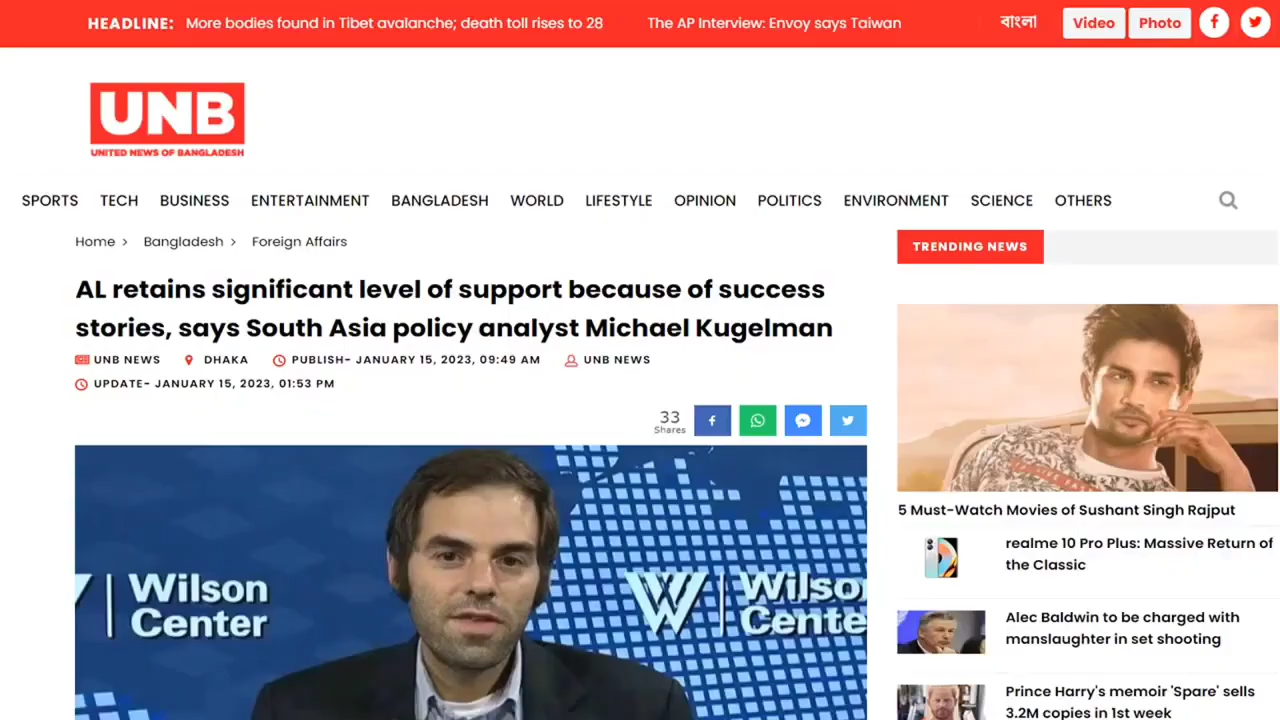 HEADLINE: More bodies found in Tibet avalanche; death toll rises to 28 The AP Interview: Envoy says Taiwan বাংলা Video Photo
UNB
UNITED NEWS OF BANGLADESH
SPORTS TECH BUSINESS ENTERTAINMENT BANGLADESH WORLD LIFESTYLE OPINION POLITICS ENVIRONMENT SCIENCE OTHERS
Home > Bangladesh > Foreign Affairs
AL retains significant level of support because of success
stories, says South Asia policy analyst Michael Kugelman
UNB NEWS DHAKA PUBLISH- JANUARY 15, 2023, 09:49 AM UNB NEWS
UPDATE- JANUARY 15, 2023, 01:53 PM
33
Shares
Wilson
Center
Wilson
Center
TRENDING NEWS
5 Must-Watch Movies of Sushant Singh Rajput
realme 10 Pro Plus: Massive Return of
the Classic
Alec Baldwin to be charged with
manslaughter in set shooting
Prince Harry's memoir 'Spare' sells
3.2M copies in 1st week